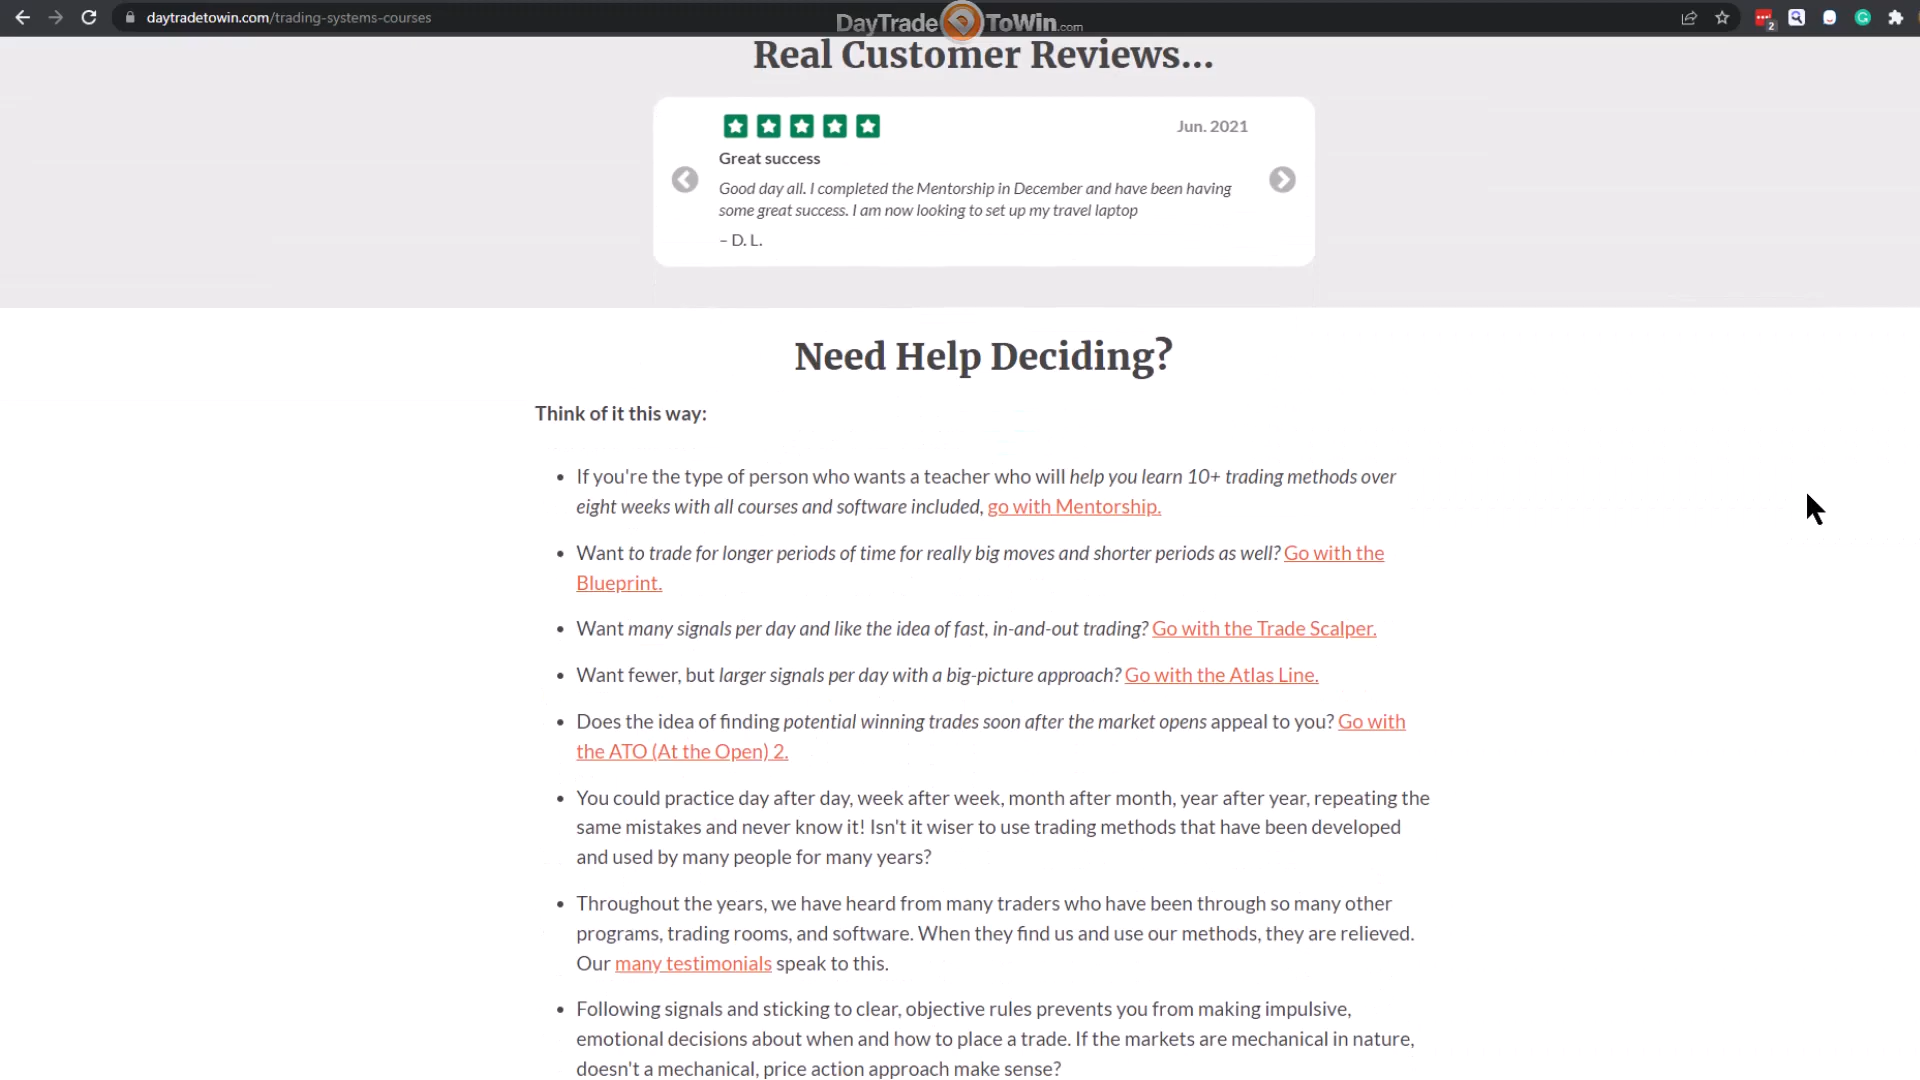 daytradetowin.com/trading-systems-courses
DayTradeToWin.com
2
Real Customer Reviews...
Jun. 2021
Great success
Good day all. I completed the Mentorship in December and have been having
some great success. I am now looking to set up my travel laptop
– D. L.
Need Help Deciding?
Think of it this way:
• If you're the type of person who wants a teacher who will help you learn 10+ trading methods over
eight weeks with all courses and software included, go with Mentorship.
• Want to trade for longer periods of time for really big moves and shorter periods as well? Go with the
Blueprint.
• Want many signals per day and like the idea of fast, in-and-out trading? Go with the Trade Scalper.
• Want fewer, but larger signals per day with a big-picture approach? Go with the Atlas Line.
• Does the idea of finding potential winning trades soon after the market opens appeal to you? Go with
the ATO (At the Open) 2.
• You could practice day after day, week after week, month after month, year after year, repeating the
same mistakes and never know it! Isn't it wiser to use trading methods that have been developed
and used by many people for many years?
• Throughout the years, we have heard from many traders who have been through so many other
programs, trading rooms, and software. When they find us and use our methods, they are relieved.
Our many testimonials speak to this.
• Following signals and sticking to clear, objective rules prevents you from making impulsive,
emotional decisions about when and how to place a trade. If the markets are mechanical in nature,
doesn't a mechanical, price action approach make sense?